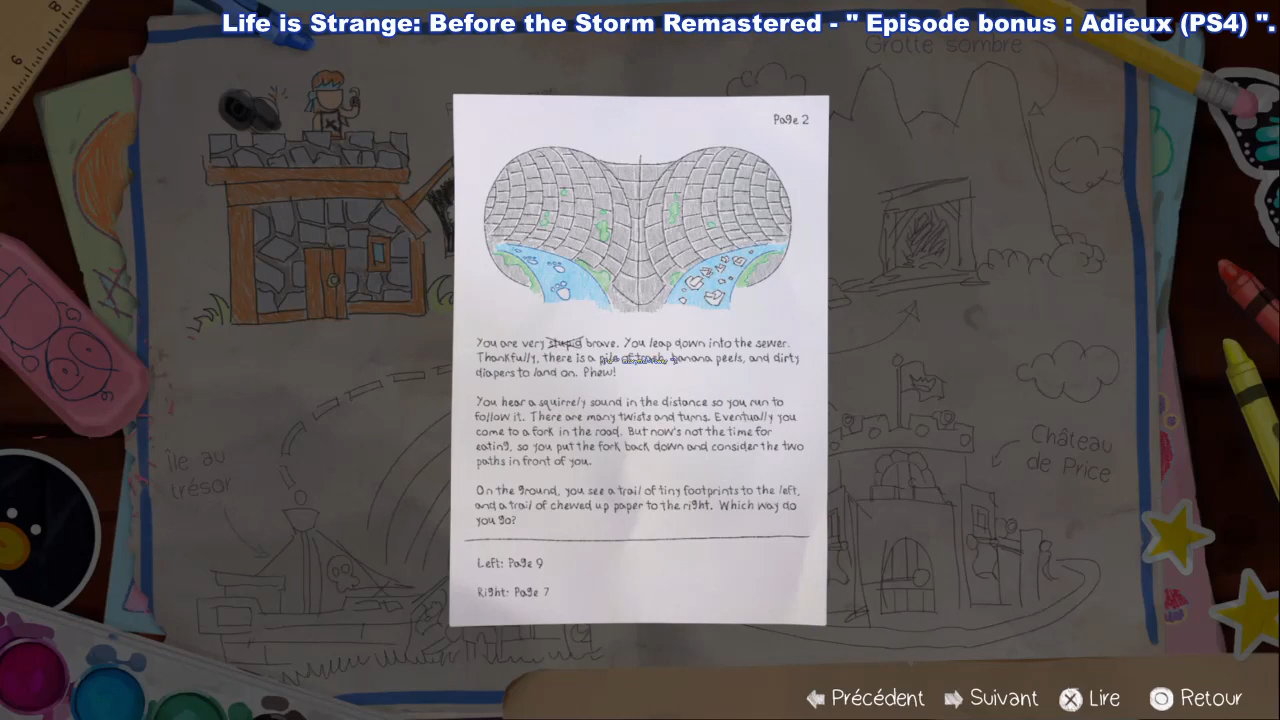 Life is Strange: Before the Storm Remastered - " Episode bonus : Adieux (PS4) ".
Grotte sombre
Page 2
You are very stupid brave. You leap down into the sewer.
Thankfully, there is a pile of trash, banana peels, and dirty
diapers to land on. Phew!
You hear a squirrely sound in the distance so you run to
follow it. There are many twists and turns. Eventually you
come to a fork in the road. But now's not the time for
eating, so you put the fork back down and consider the two
paths in front of you.
On the ground, you see a trail of tiny footprints to the left,
and a trail of chewed up paper to the right. Which way do
you go?
Left: Page 9
Right: Page 7
Île au
trésor
Château
de Price
Précédent
Suivant
Lire
Retour